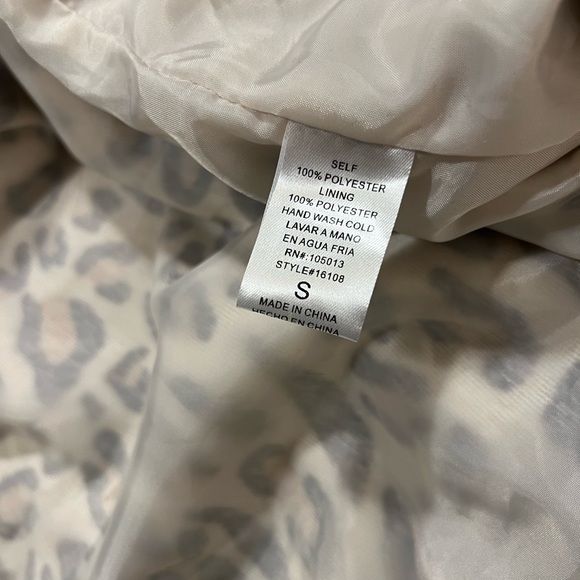 SELF
100% POLYESTER
LINING
100% POLYESTER
HAND WASH COLD
LAVAR A MANO
EN AGUA FRIA
RN#:105013
STYLE#16108
S
MADE IN CHINA
HECHO EN CHINA